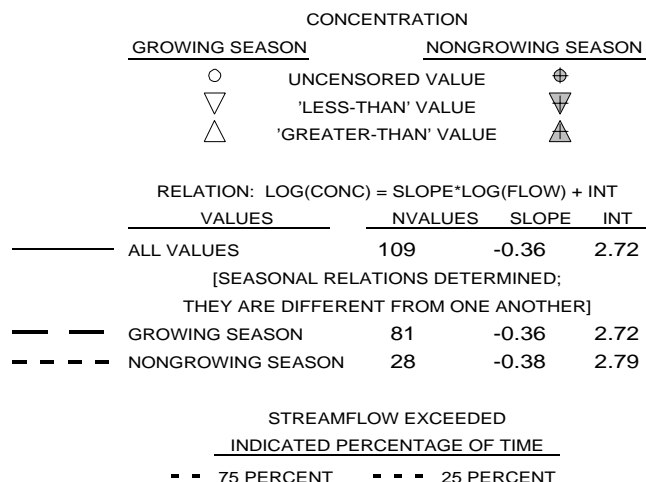 CONCENTRATION
GROWING SEASON NONGROWING SEASON
UNCENSORED VALUE
'LESS-THAN' VALUE
'GREATER-THAN' VALUE
RELATION: LOG(CONC) = SLOPE*LOG(FLOW) + INT
VALUES NVALUES SLOPE INT
ALL VALUES 109 -0.36 2.72
[SEASONAL RELATIONS DETERMINED;
THEY ARE DIFFERENT FROM ONE ANOTHER]
GROWING SEASON 81 -0.36 2.72
NONGROWING SEASON 28 -0.38 2.79
STREAMFLOW EXCEEDED
INDICATED PERCENTAGE OF TIME
75 PERCENT 25 PERCENT